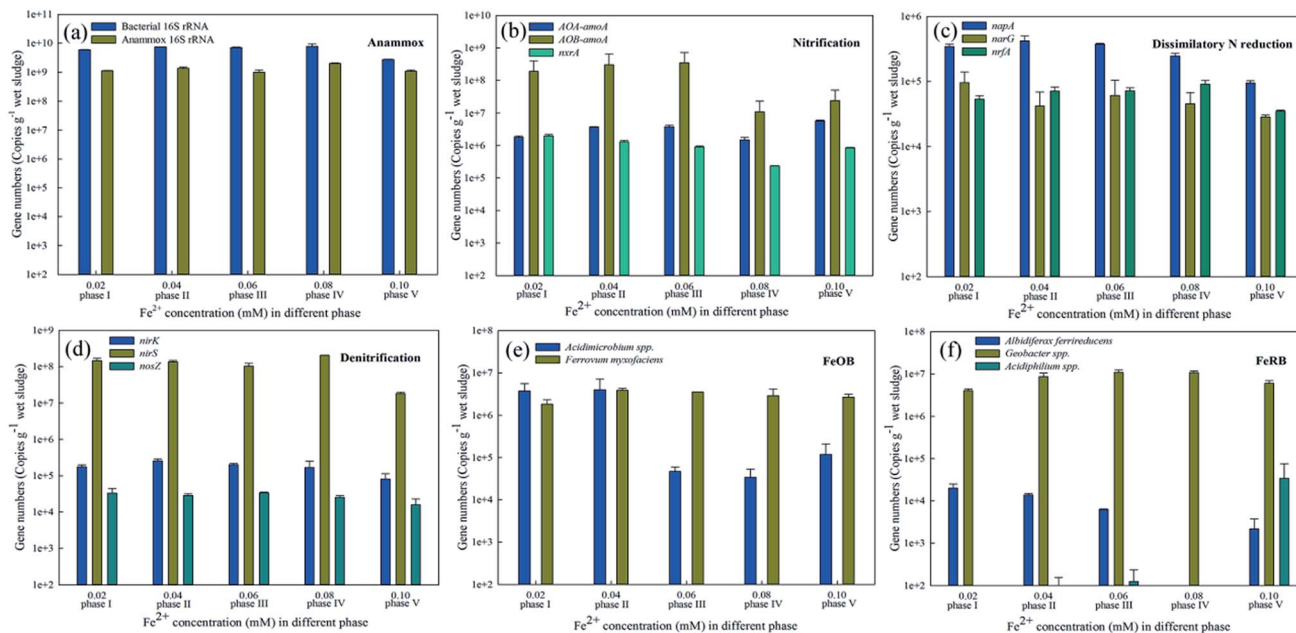 (a)
Bacterial 16S rRNA
Anammox 16S rRNA
Anammox
Gene numbers (Copies g⁻¹ wet sludge)
1e+11
1e+10
1e+9
1e+8
1e+7
1e+6
1e+5
1e+4
1e+3
1e+2
0.02 0.04 0.06 0.08 0.10
phase I phase II phase III phase IV phase V
Fe²⁺ concentration (mM) in different phase
(b)
AOA-amoA
AOB-amoA
nxrA
Nitrification
Gene numbers (Copies g⁻¹ wet sludge)
1e+10
1e+9
1e+8
1e+7
1e+6
1e+5
1e+4
1e+3
1e+2
0.02 0.04 0.06 0.08 0.10
phase I phase II phase III phase IV phase V
Fe²⁺ concentration (mM) in different phase
(c)
napA
narG
nrfA
Dissimilatory N reduction
Gene numbers (Copies g⁻¹ wet sludge)
1e+6
1e+5
1e+4
1e+2
0.02 0.04 0.06 0.08 0.10
phase I phase II phase III phase IV phase V
Fe²⁺ concentration (mM) in different phase
(d)
nirK
nirS
nosZ
Denitrification
Gene numbers (Copies g⁻¹ wet sludge)
1e+9
1e+8
1e+7
1e+6
1e+5
1e+4
1e+3
1e+2
0.02 0.04 0.06 0.08 0.10
phase I phase II phase III phase IV phase V
Fe²⁺ concentration (mM) in different phase
(e)
Acidimicrobium spp.
Ferrovum myxofaciens
FeOB
Gene numbers (Copies g⁻¹ wet sludge)
1e+8
1e+7
1e+6
1e+5
1e+4
1e+3
1e+2
0.02 0.04 0.06 0.08 0.10
phase I phase II phase III phase IV phase V
Fe²⁺ concentration (mM) in different phase
(f)
Albidiferax ferrireducens
Geobacter spp.
Acidiphilium spp.
FeRB
Gene numbers (Copies g⁻¹ wet sludge)
1e+8
1e+7
1e+6
1e+5
1e+4
1e+3
1e+2
0.02 0.04 0.06 0.08 0.10
phase I phase II phase III phase IV phase V
Fe²⁺ concentration (mM) in different phase